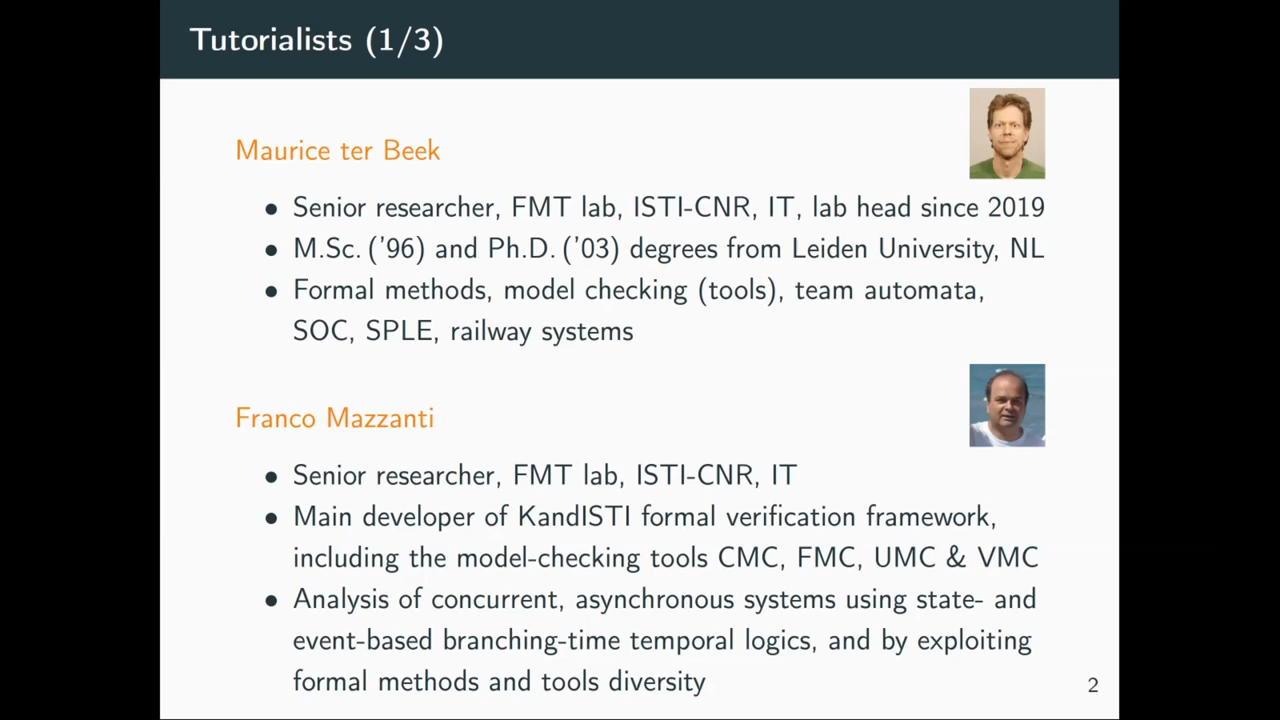 Tutorialists (1/3)
Maurice ter Beek
• Senior researcher, FMT lab, ISTI-CNR, IT, lab head since 2019
• M.Sc. ('96) and Ph.D. ('03) degrees from Leiden University, NL
• Formal methods, model checking (tools), team automata,
SOC, SPLE, railway systems
Franco Mazzanti
• Senior researcher, FMT lab, ISTI-CNR, IT
• Main developer of KandISTI formal verification framework,
including the model-checking tools CMC, FMC, UMC & VMC
• Analysis of concurrent, asynchronous systems using state- and
event-based branching-time temporal logics, and by exploiting
formal methods and tools diversity
2